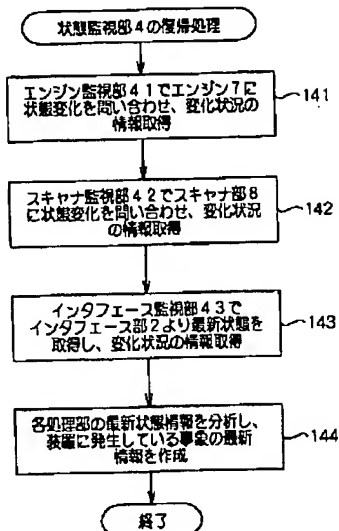 状態監視部4の復帰処理
エンジン監視部41でエンジン7に
状態変化を問い合わせ、変化状況の
情報取得
141
スキャナ監視部42でスキャナ部8
に状態変化を問い合わせ、変化状況
の情報取得
142
インタフェース監視部43で
インタフェース部2より最新状態を
取得し、変化状況の情報取得
143
各処理部の最新状態情報を分析し、
装置に発生している事象の最新
情報を作成
144
終了